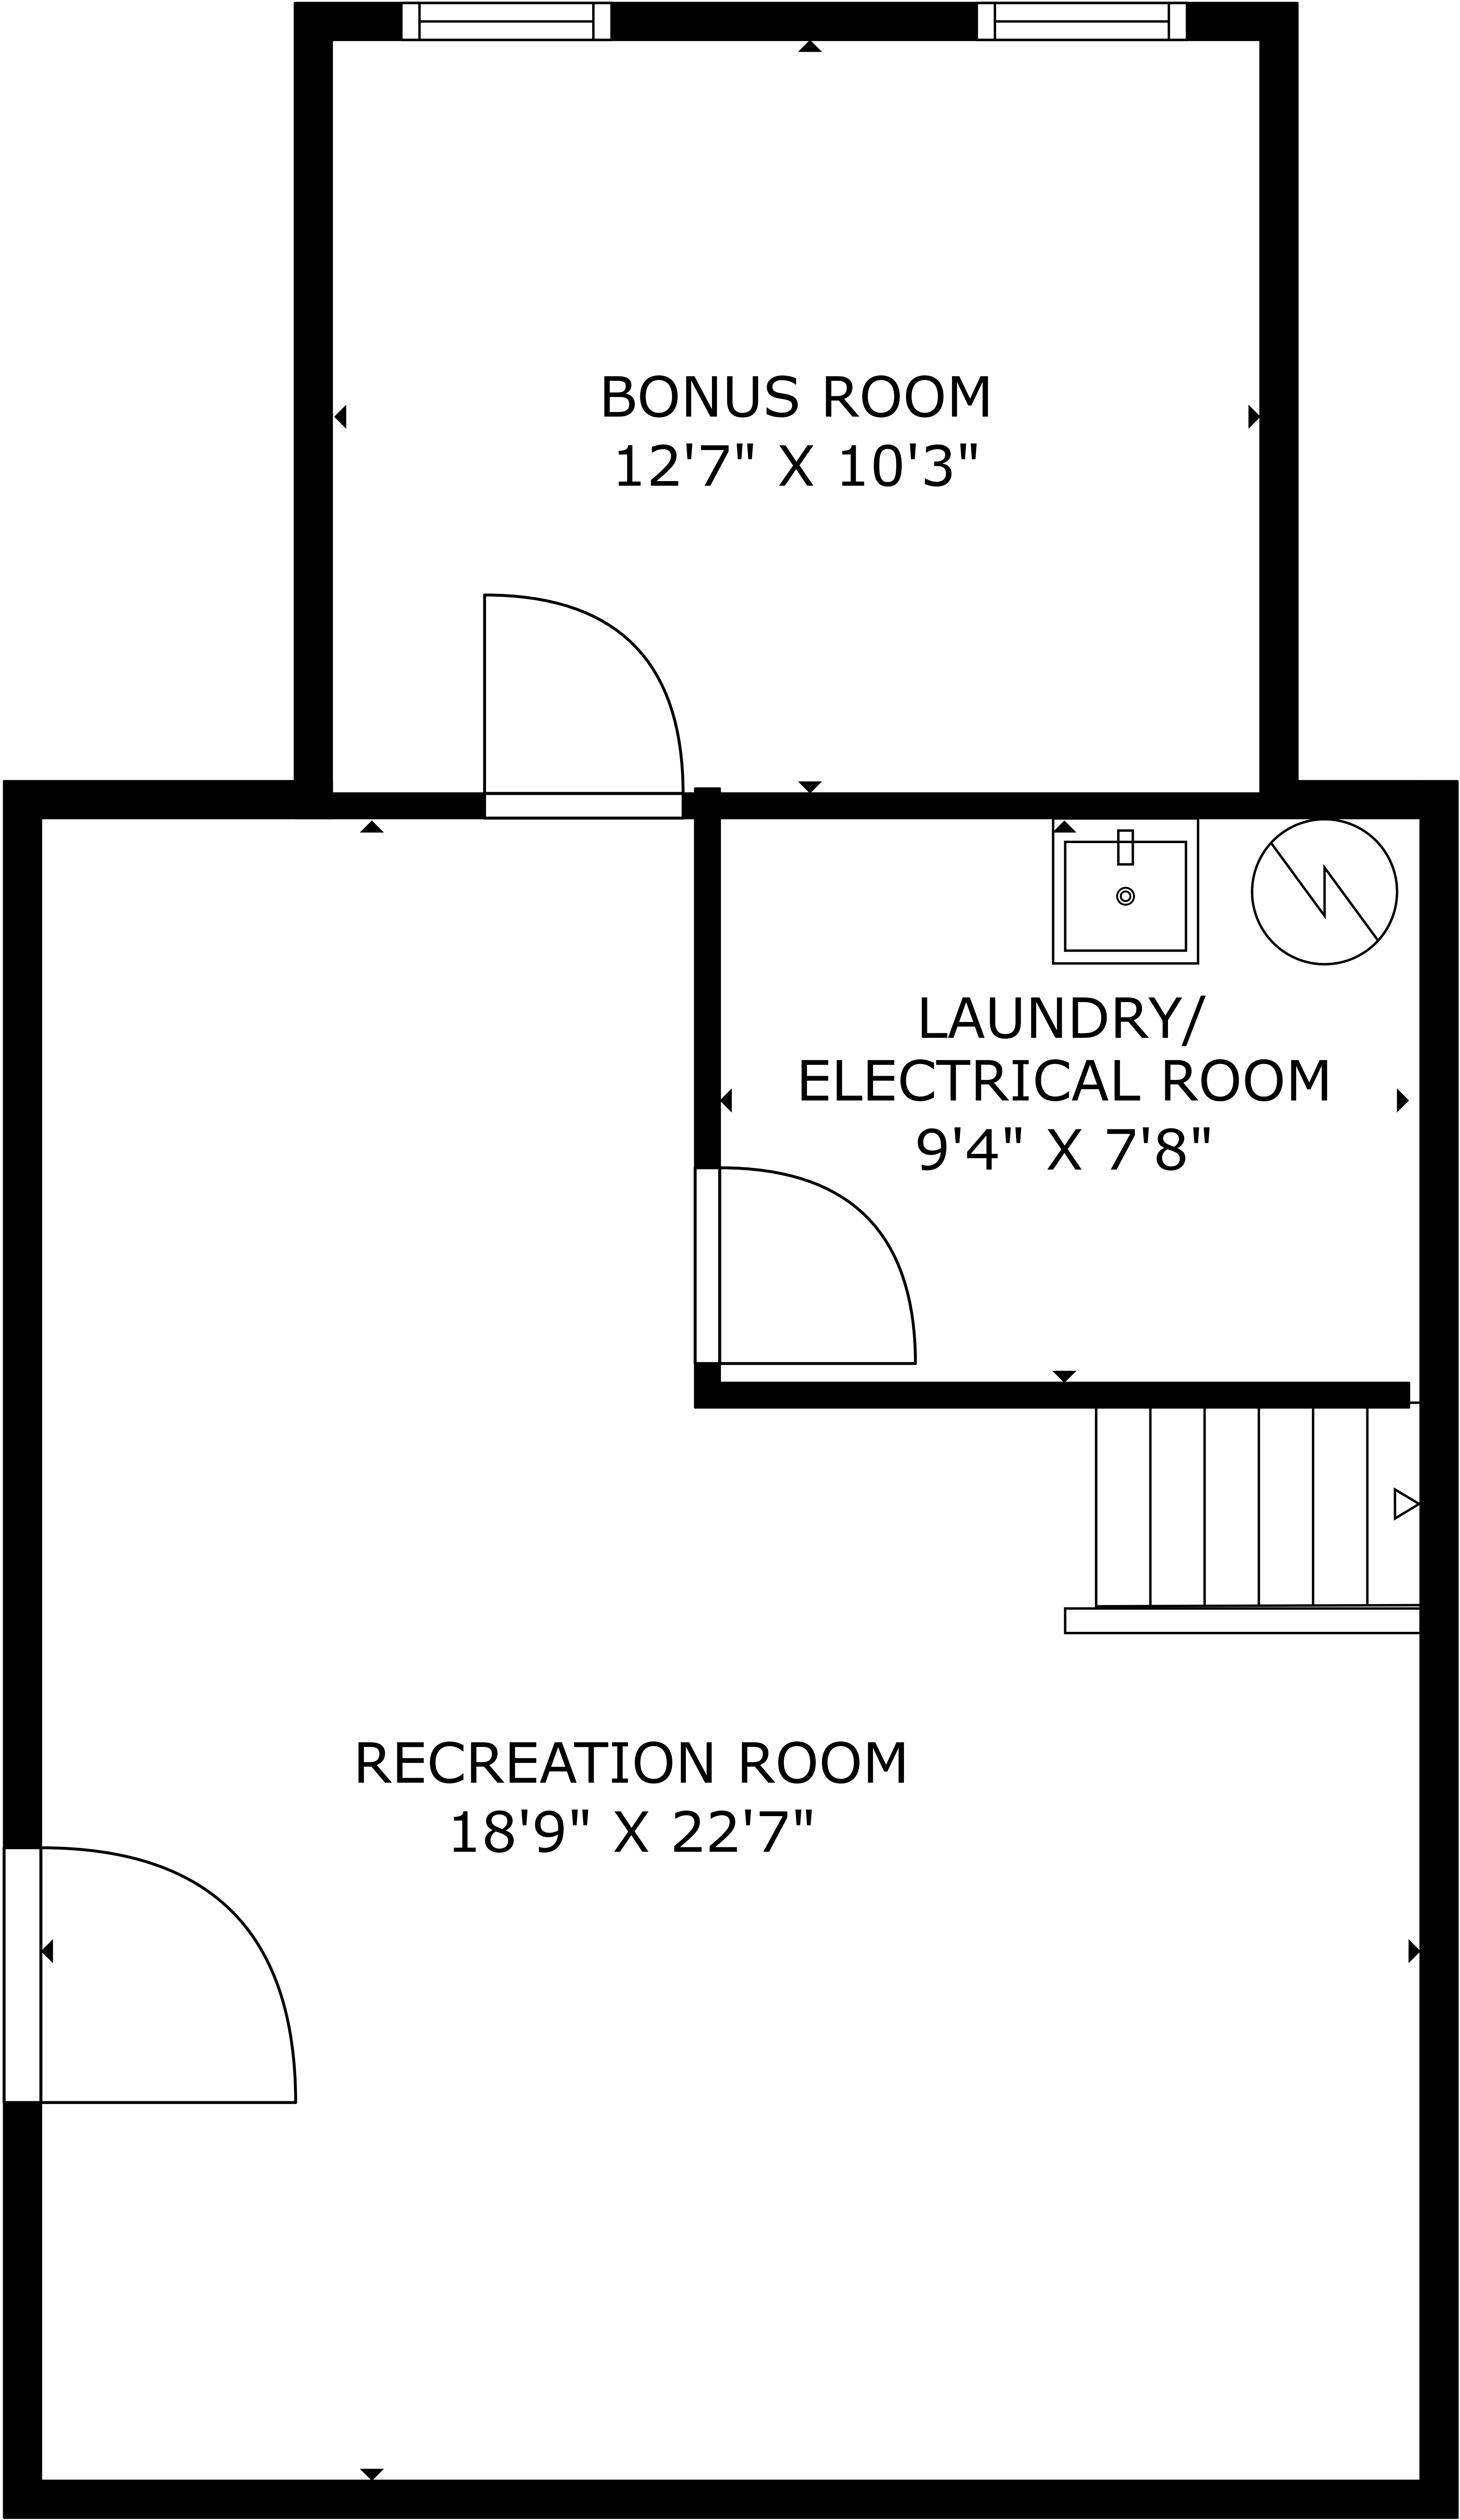 BONUS ROOM
12'7" X 10'3"
LAUNDRY/
ELECTRICAL ROOM
9'4" X 7'8"
RECREATION ROOM
18'9" X 22'7"